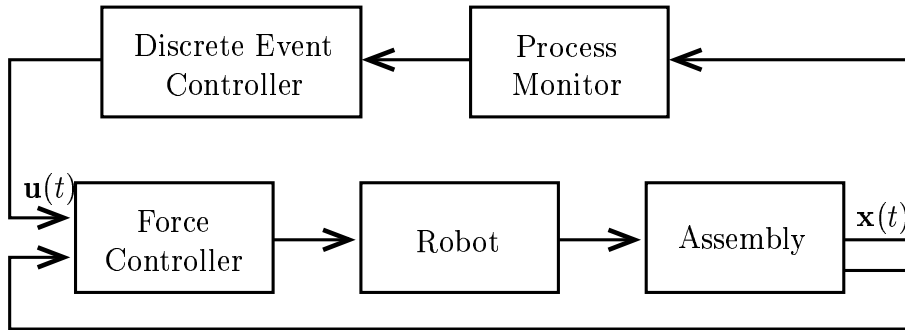 Discrete Event
Controller
Process
Monitor
u(t)
Force
Controller
Robot
Assembly
x(t)